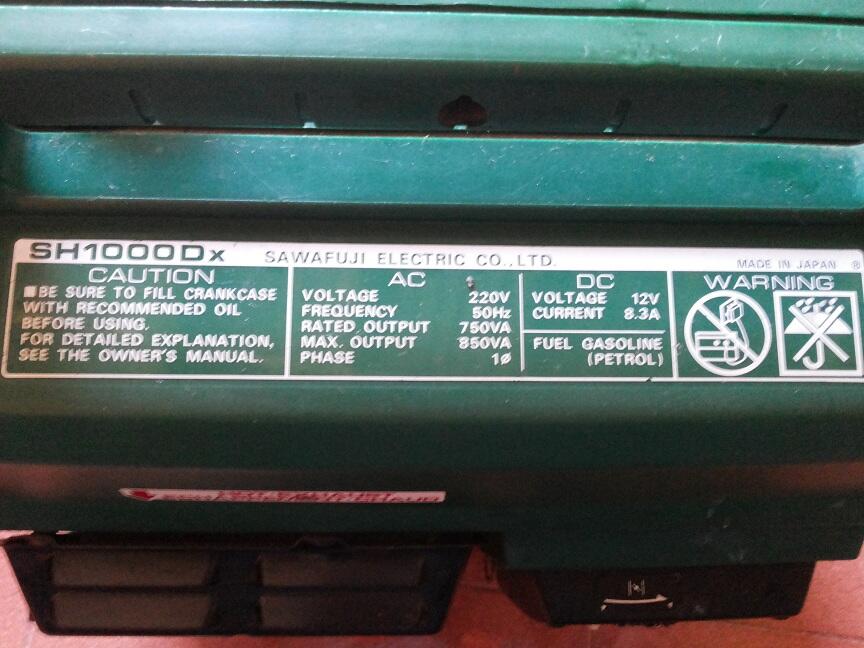 SH1000Dx SAWAFUJI ELECTRIC CO.,LTD. MADE IN JAPAN
CAUTION
■BE SURE TO FILL CRANKCASE
WITH RECOMMENDED OIL
BEFORE USING.
FOR DETAILED EXPLANATION,
SEE THE OWNER'S MANUAL.
AC
VOLTAGE 220V
FREQUENCY 50Hz
RATED OUTPUT 750VA
MAX. OUTPUT 850VA
PHASE 1ø
DC
VOLTAGE 12V
CURRENT 8.3A
FUEL GASOLINE
(PETROL)
WARNING